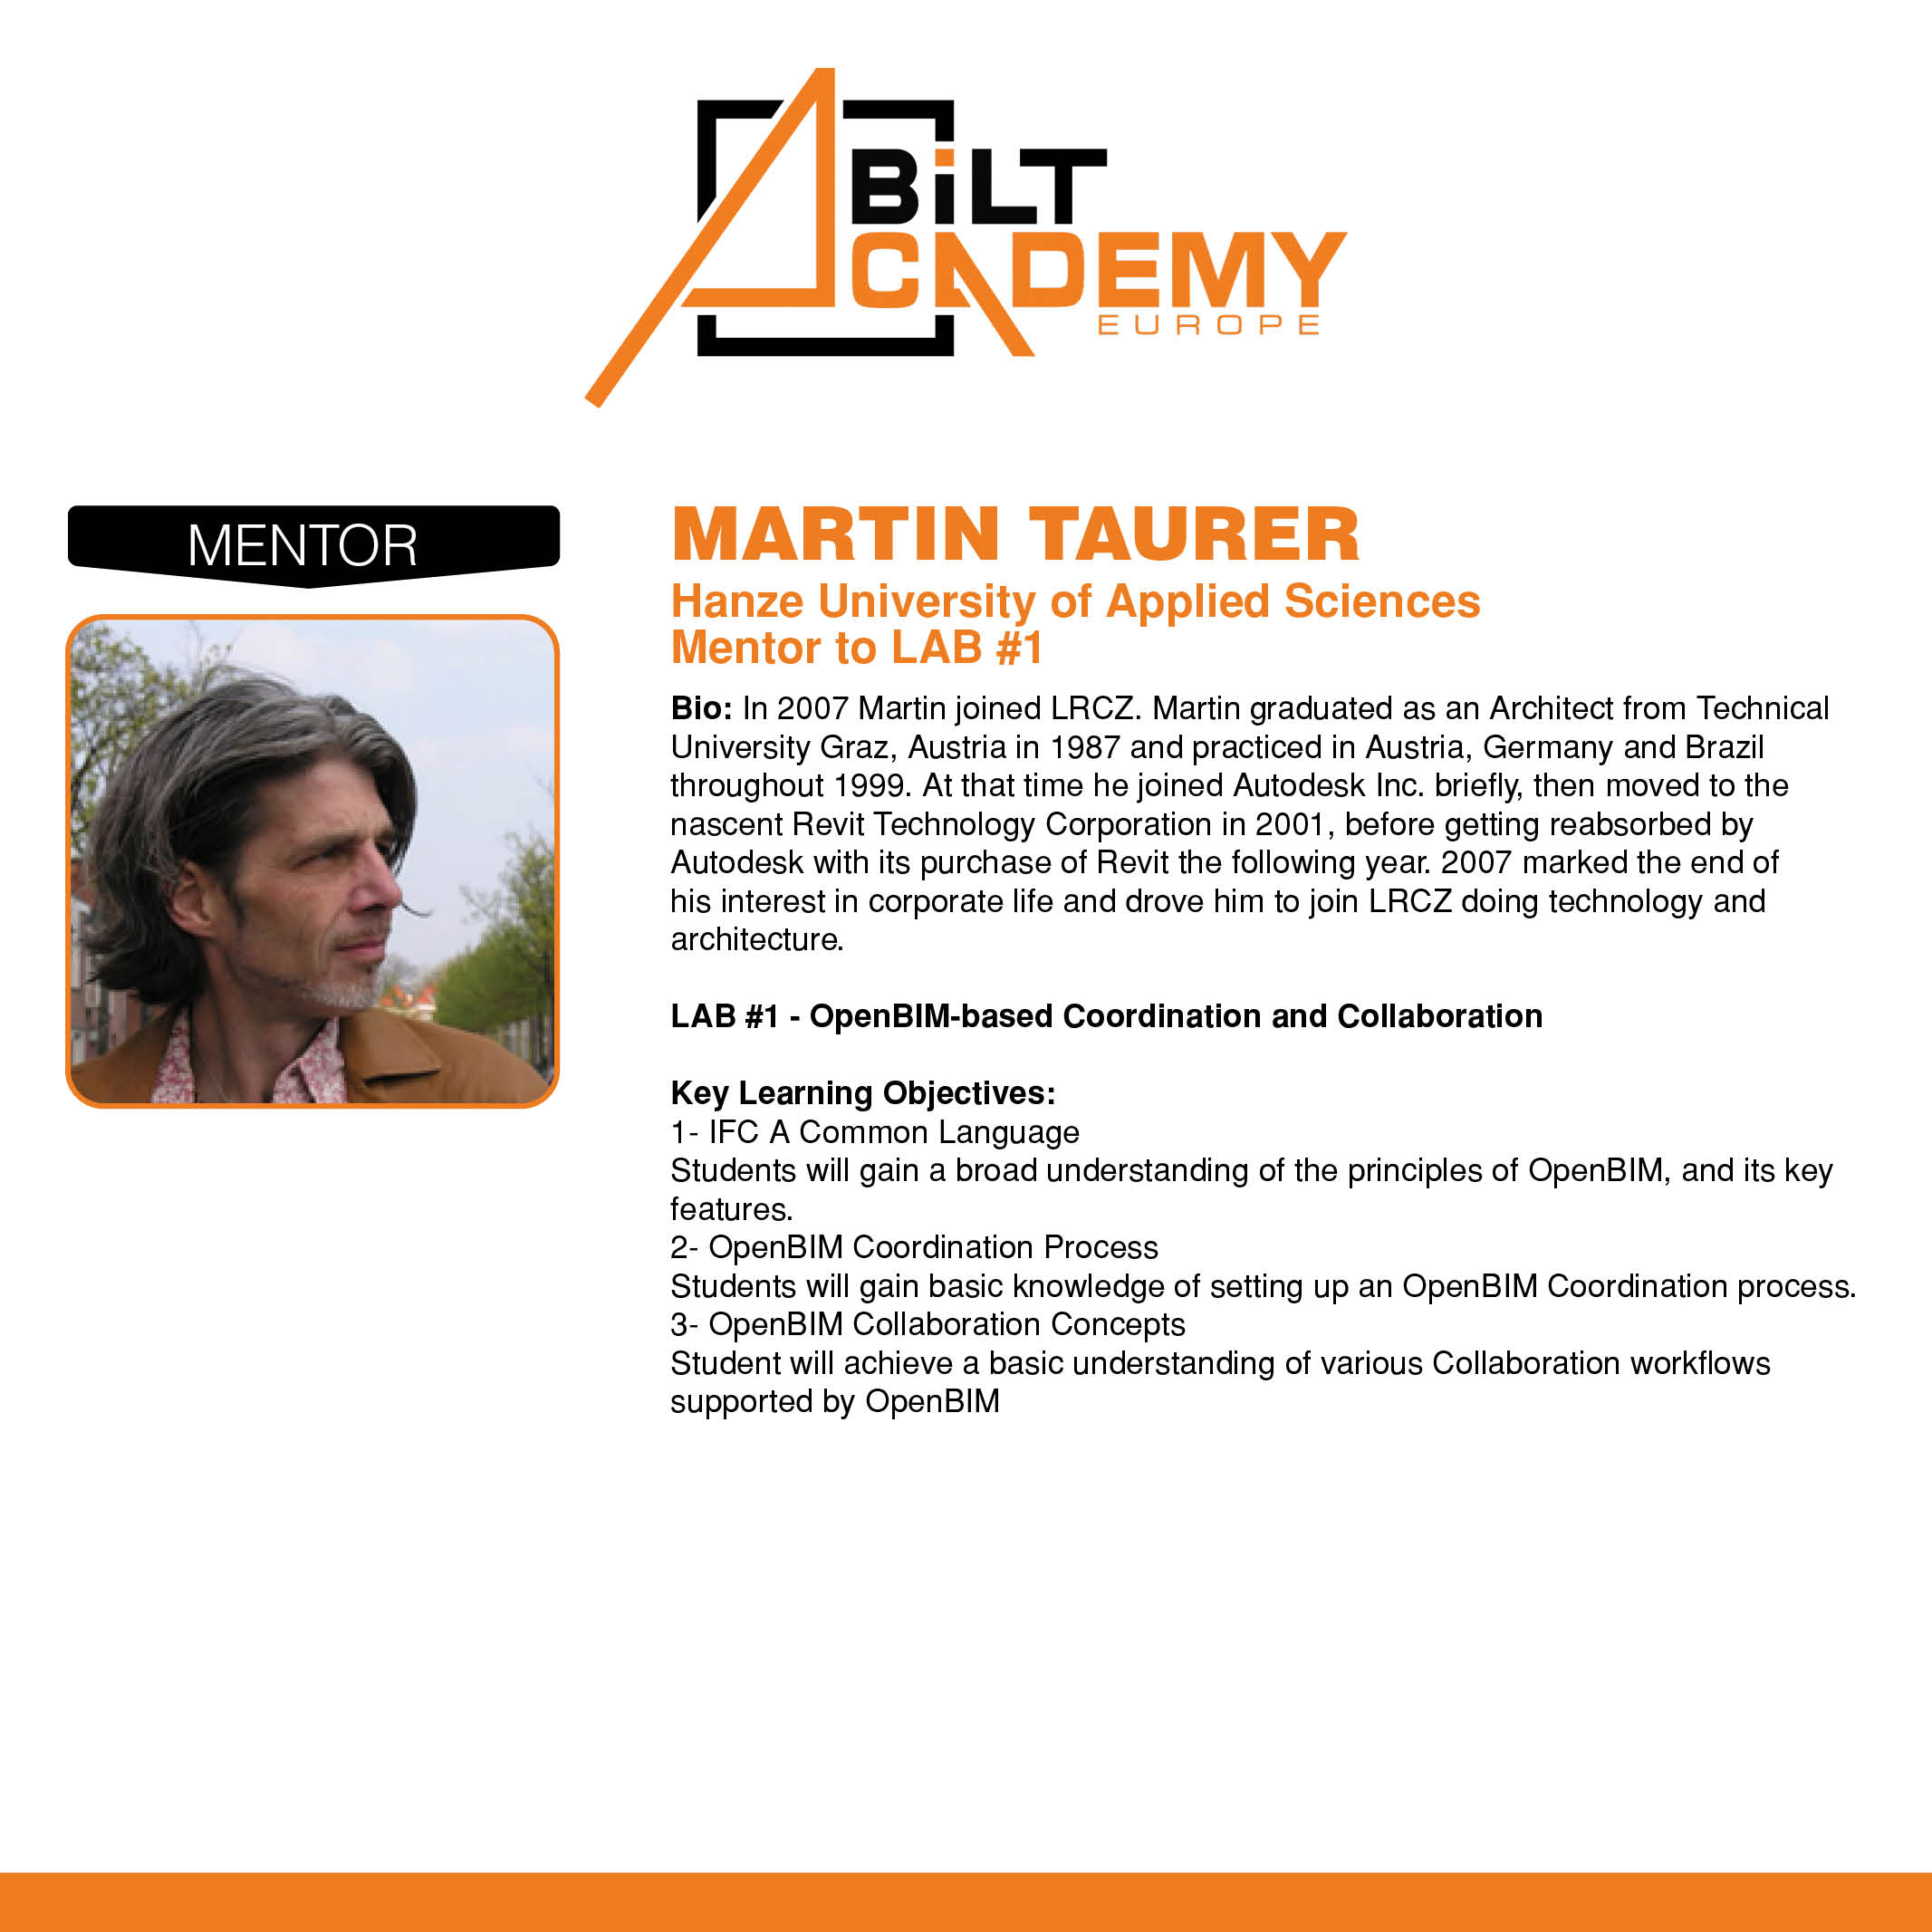 BiLT
ACADEMY
EUROPE
MENTOR
MARTIN TAURER
Hanze University of Applied Sciences
Mentor to LAB #1
Bio: In 2007 Martin joined LRCZ. Martin graduated as an Architect from Technical
University Graz, Austria in 1987 and practiced in Austria, Germany and Brazil
throughout 1999. At that time he joined Autodesk Inc. briefly, then moved to the
nascent Revit Technology Corporation in 2001, before getting reabsorbed by
Autodesk with its purchase of Revit the following year. 2007 marked the end of
his interest in corporate life and drove him to join LRCZ doing technology and
architecture.
LAB #1 - OpenBIM-based Coordination and Collaboration
Key Learning Objectives:
1- IFC A Common Language
Students will gain a broad understanding of the principles of OpenBIM, and its key
features.
2- OpenBIM Coordination Process
Students will gain basic knowledge of setting up an OpenBIM Coordination process.
3- OpenBIM Collaboration Concepts
Student will achieve a basic understanding of various Collaboration workflows
supported by OpenBIM